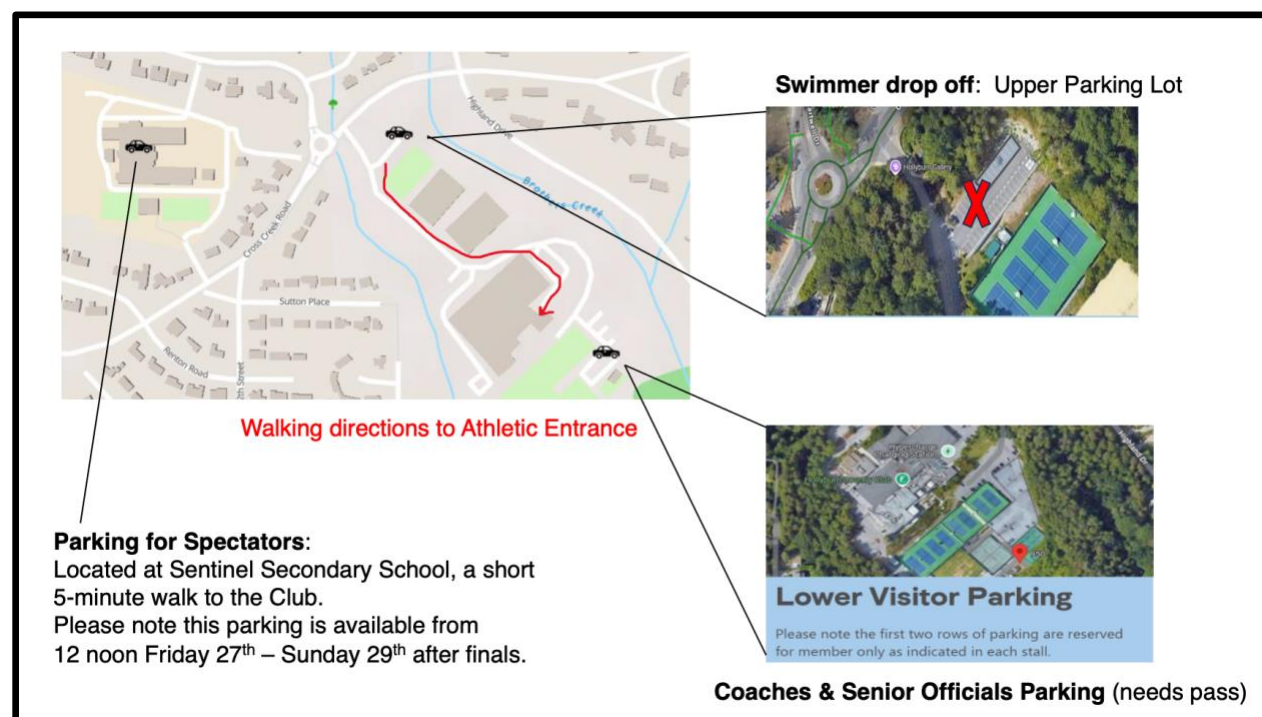 Swimmer drop off: Upper Parking Lot
Highland Drive
Brothers Creek
Cross Creek Road
Sutton Place
Renton Road
Hollyburn Country
X
Walking directions to Athletic Entrance
Parking for Spectators:
Located at Sentinel Secondary School, a short
5-minute walk to the Club.
Please note this parking is available from
12 noon Friday 27th – Sunday 29th after finals.
Lower Visitor Parking
Please note the first two rows of parking are reserved
for member only as indicated in each stall.
Coaches & Senior Officials Parking (needs pass)